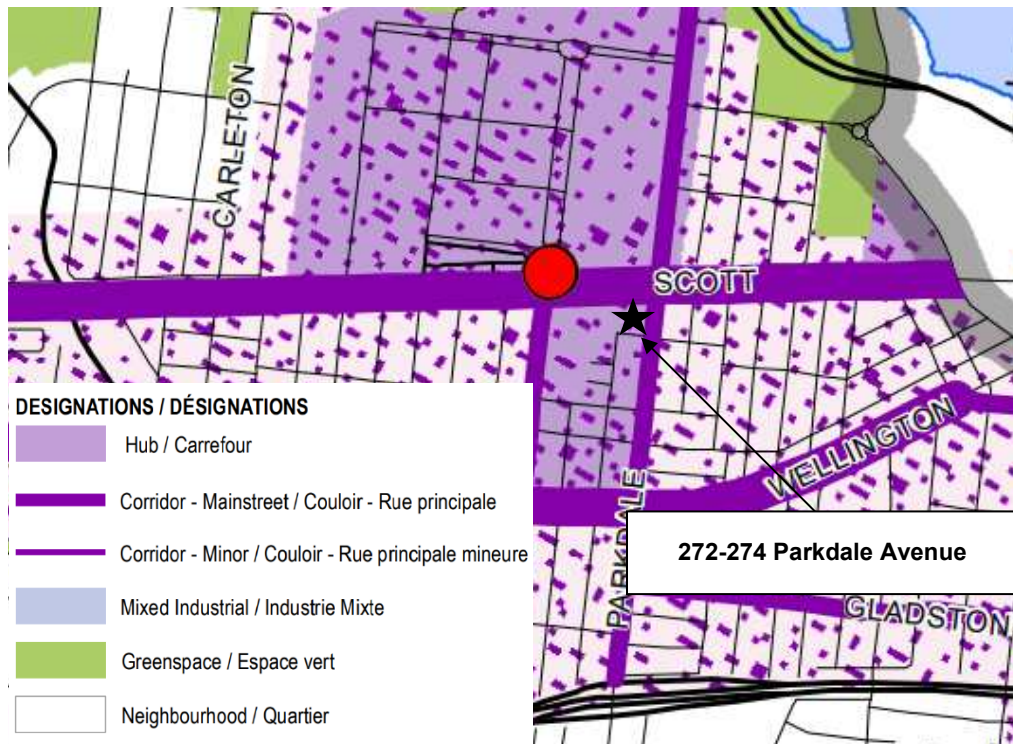 CARLETON
SCOTT
DESIGNATIONS / DÉSIGNATIONS
Hub / Carrefour
Corridor - Mainstreet / Couloir - Rue principale
Corridor - Minor / Couloir - Rue principale mineure
Mixed Industrial / Industrie Mixte
Greenspace / Espace vert
Neighbourhood / Quartier
WELLINGTON
PARKDALE
272-274 Parkdale Avenue
GLADSTON